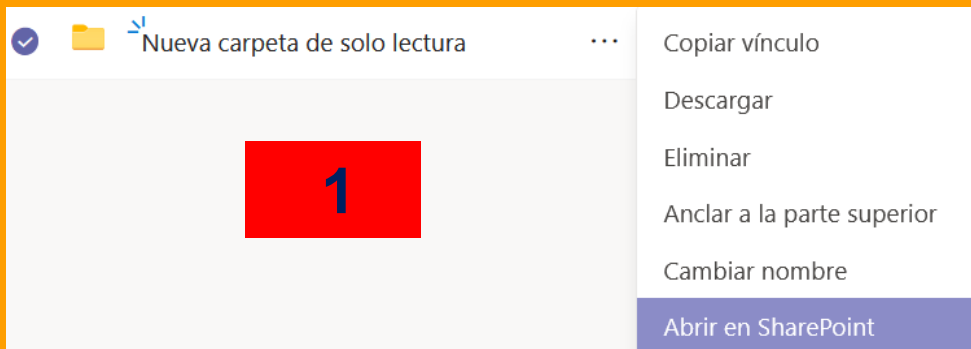 Nueva carpeta de solo lectura ...
1
Copiar vínculo
Descargar
Eliminar
Anclar a la parte superior
Cambiar nombre
Abrir en SharePoint